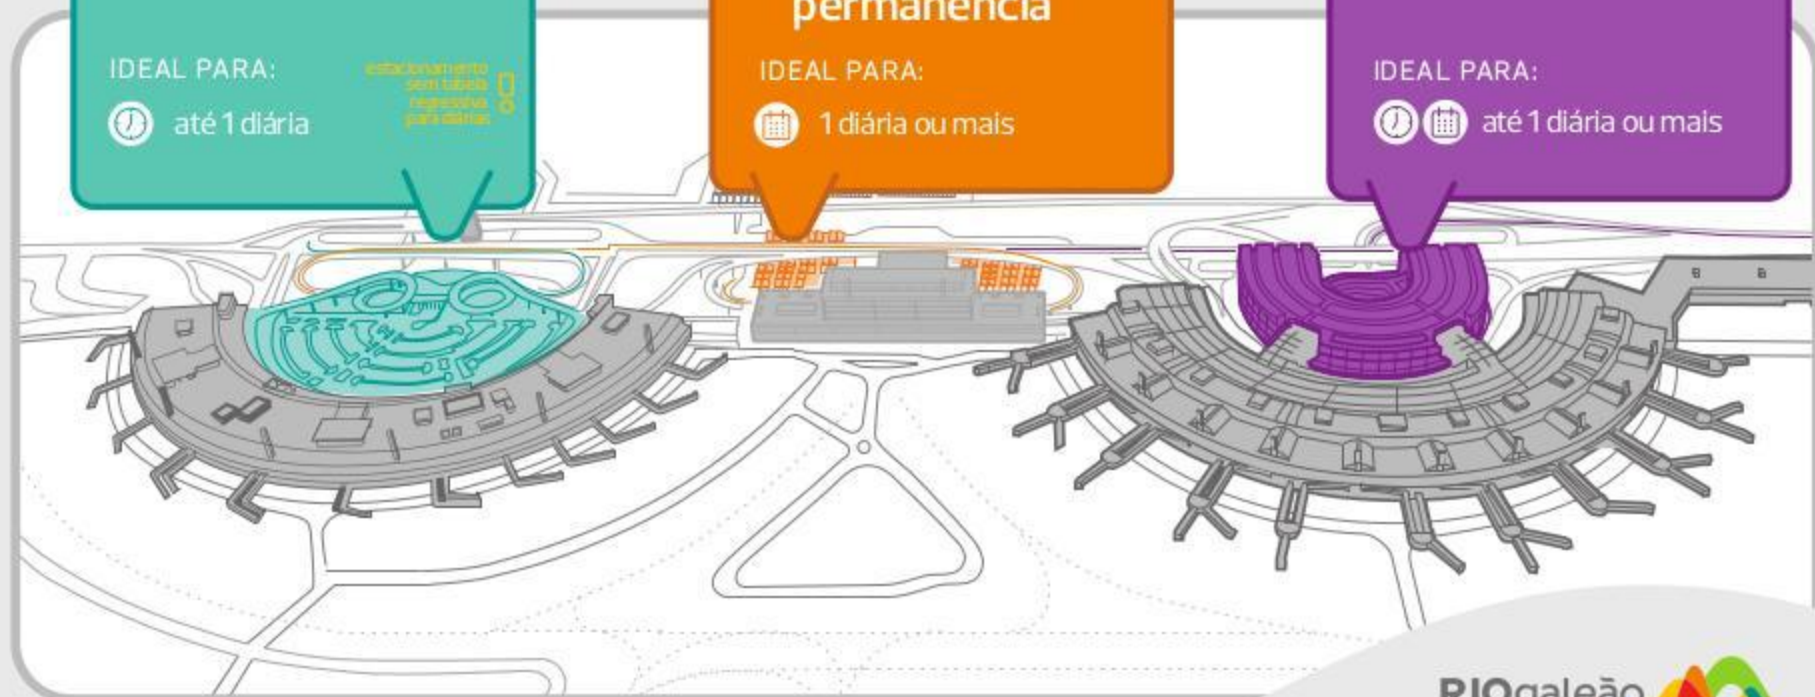 IDEAL PARA:
até 1 diária
estacionamento
sem tabela
regressiva
para diárias
permanência
IDEAL PARA:
1 diária ou mais
IDEAL PARA:
até 1 diária ou mais
RIOgaleão